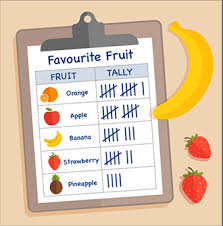 Favourite Fruit
FRUIT TALLY
Orange
Apple
Banana
Strawberry
Pineapple